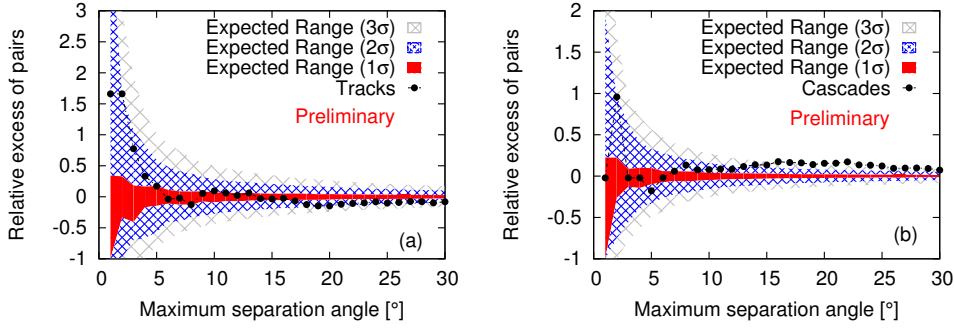 Relative excess of pairs
3
2.5
2
1.5
1
0.5
0
-0.5
-1
Expected Range (3σ)
Expected Range (2σ)
Expected Range (1σ)
Tracks
Preliminary
(a)
0 5 10 15 20 25 30
Maximum separation angle [°]
Relative excess of pairs
2
1.5
1
0.5
0
-0.5
-1
Expected Range (3σ)
Expected Range (2σ)
Expected Range (1σ)
Cascades
Preliminary
(b)
0 5 10 15 20 25 30
Maximum separation angle [°]